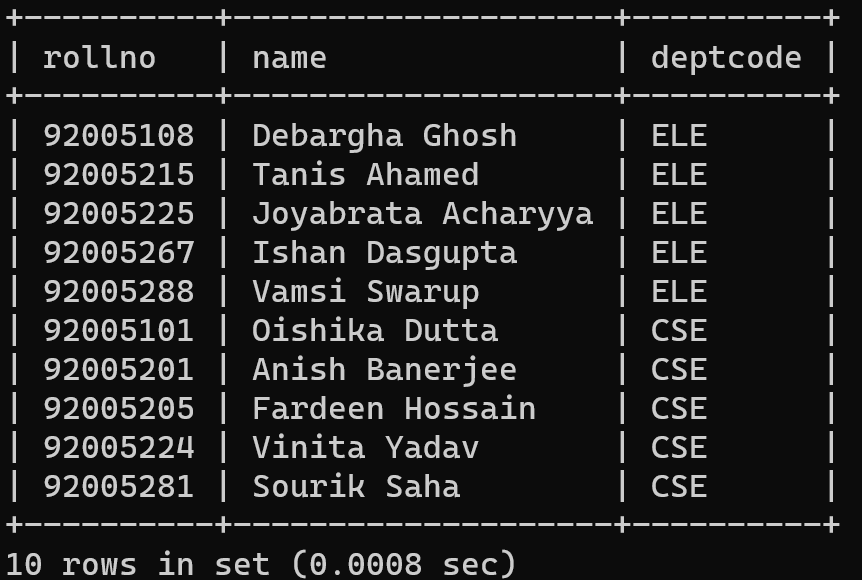 +----------+--------------------+----------+
| rollno   | name               | deptcode |
+----------+--------------------+----------+
| 92005108 | Debargha Ghosh     | ELE      |
| 92005215 | Tanis Ahamed       | ELE      |
| 92005225 | Joyabrata Acharyya | ELE      |
| 92005267 | Ishan Dasgupta     | ELE      |
| 92005288 | Vamsi Swarup       | ELE      |
| 92005101 | Oishika Dutta      | CSE      |
| 92005201 | Anish Banerjee     | CSE      |
| 92005205 | Fardeen Hossain    | CSE      |
| 92005224 | Vinita Yadav       | CSE      |
| 92005281 | Sourik Saha        | CSE      |
+----------+--------------------+----------+
10 rows in set (0.0008 sec)